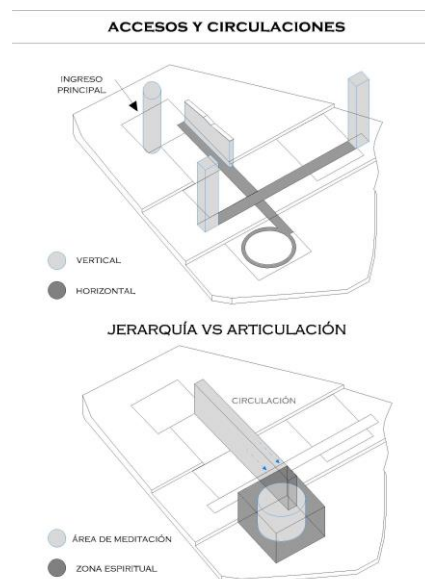 ACCESOS Y CIRCULACIONES
INGRESO
PRINCIPAL
VERTICAL
HORIZONTAL
JERARQUÍA VS ARTICULACIÓN
CIRCULACIÓN
ÁREA DE MEDITACIÓN
ZONA ESPIRITUAL